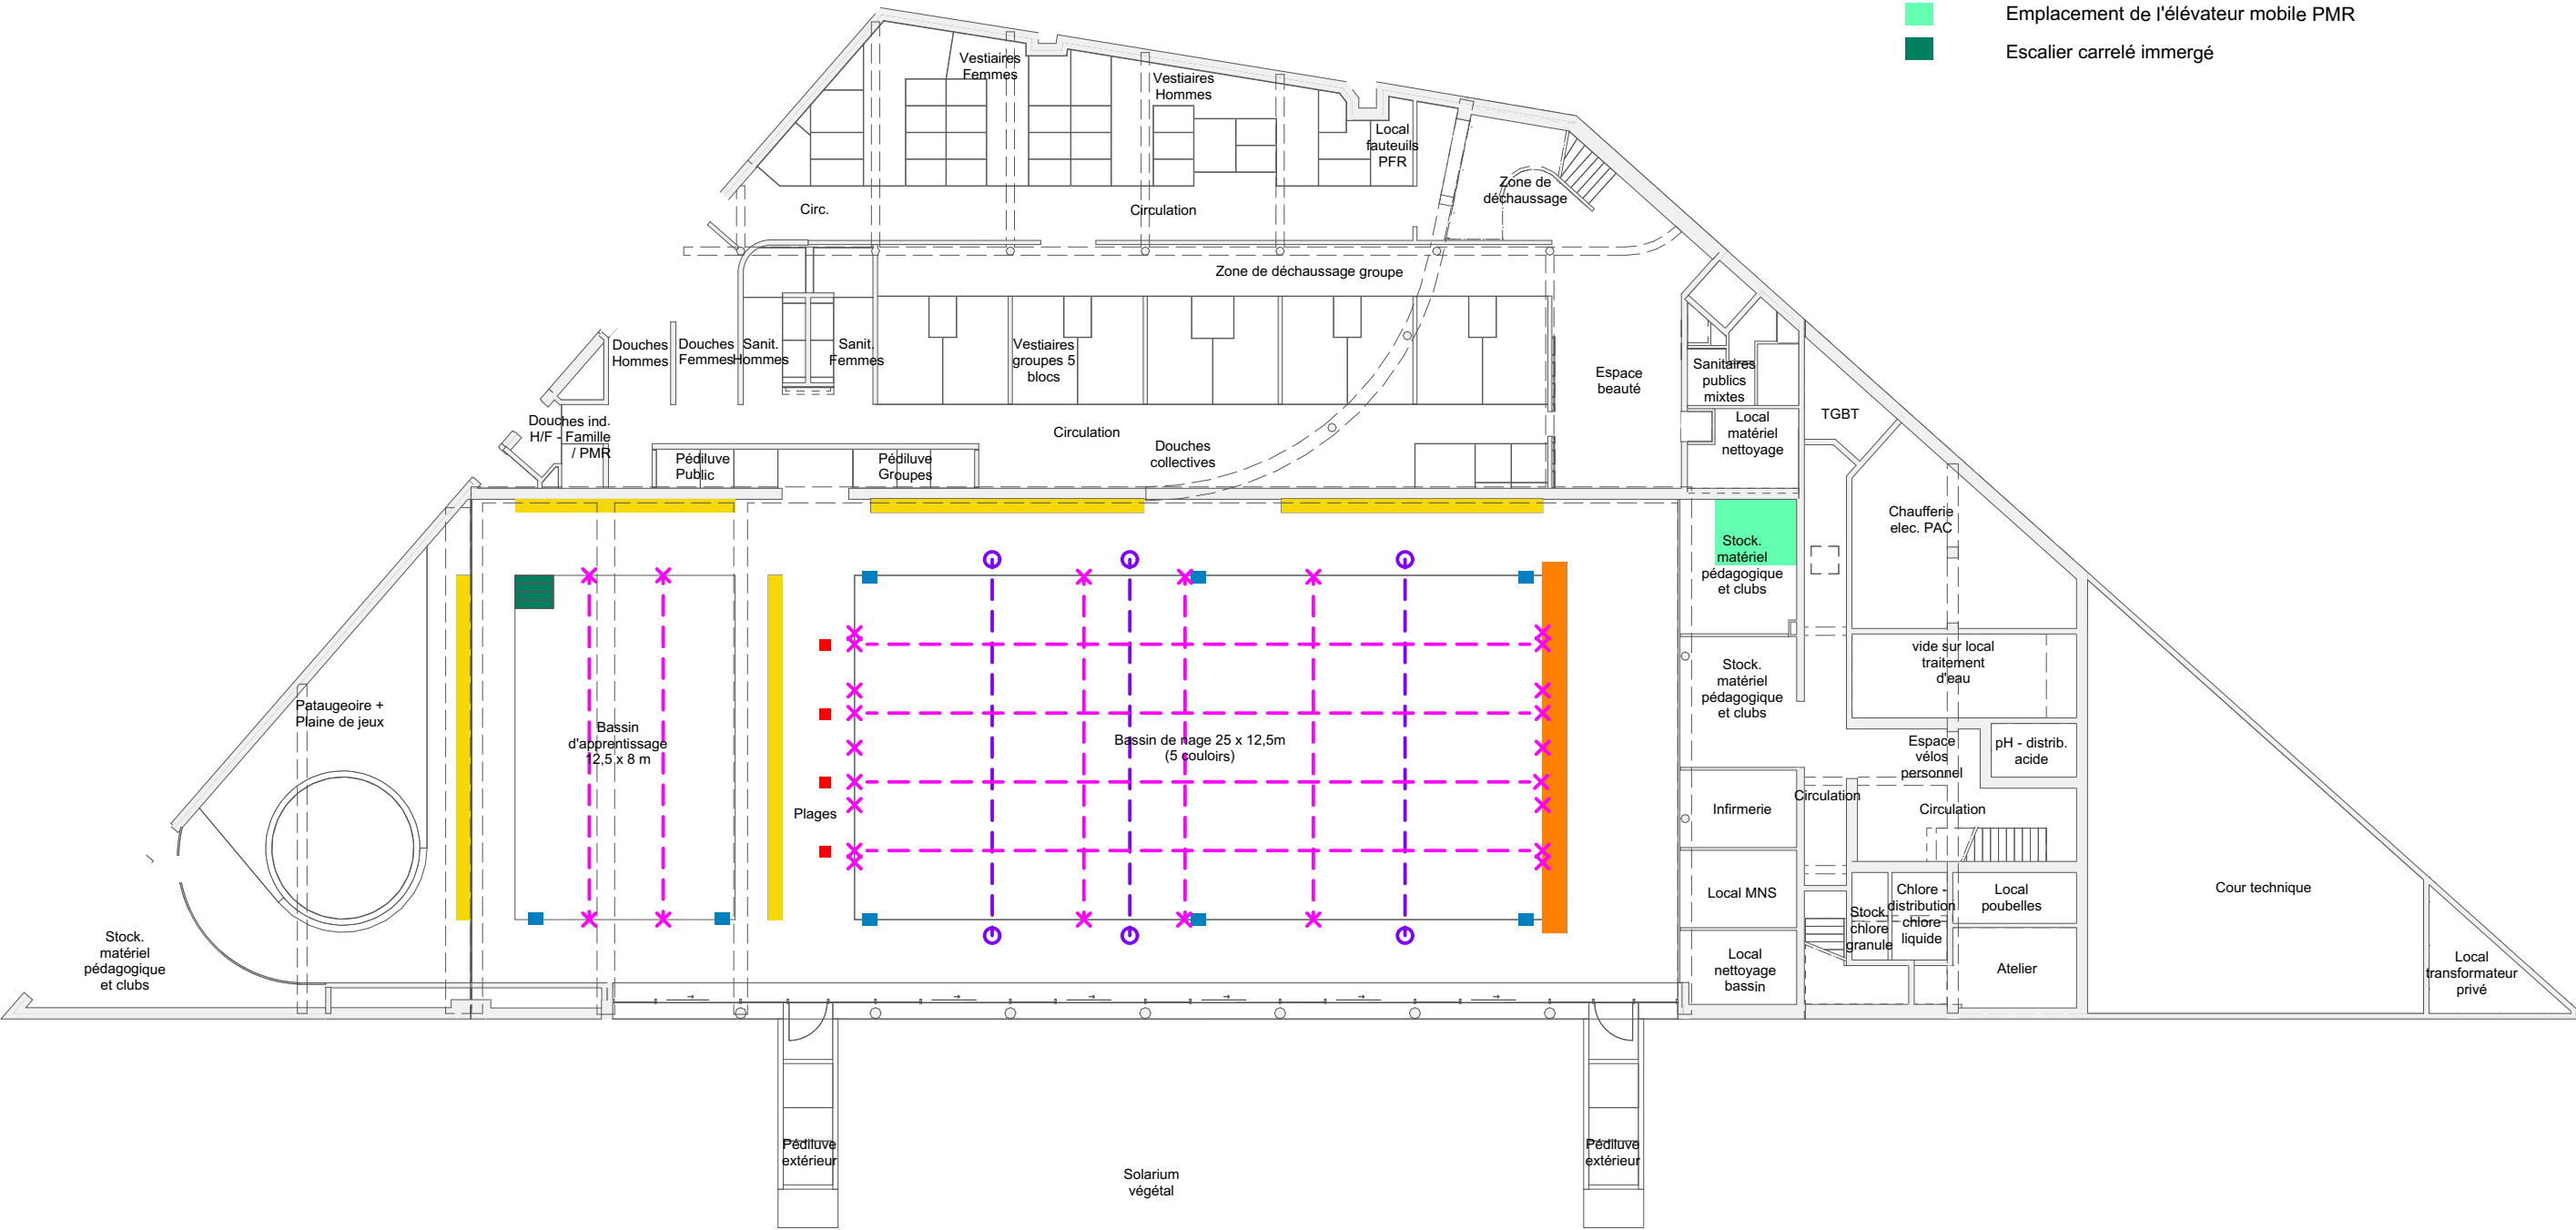 Emplacement de l'élévateur mobile PMR
Escalier carrelé immergé
Vestiaires
Femmes
Vestiaires
Hommes
Local
fauteuils
PFR
Zone de
déchaussage
Circ.
Circulation
Zone de déchaussage groupe
Douches
Hommes
Douches
Femmes
Sanit.
Hommes
Sanit.
Femmes
Vestiaires
groupes 5
blocs
Espace
beauté
Sanitaires
publics
mixtes
Local
matériel
nettoyage
TGBT
Douches ind.
H/F - Famille
/ PMR
Pédiluve
Public
Pédiluve
Groupes
Circulation
Douches
collectives
Chaufferie
elec. PAC
Stock.
matériel
pédagogique
et clubs
Stock.
matériel
pédagogique
et clubs
vide sur local
traitement
d'eau
Pataugeoire +
Plaine de jeux
Bassin
d'apprentissage
12,5 x 8 m
Bassin de nage 25 x 12,5m
(5 couloirs)
Plages
Espace
vélos
personnel
pH - distrib.
acide
Infirmerie
Circulation
Circulation
Local MNS
Stock.
chlore
granule
Chlore -
distribution
chlore
liquide
Local
poubelles
Cour technique
Stock.
matériel
pédagogique
et clubs
Local
nettoyage
bassin
Atelier
Local
transformateur
privé
Pédiluve
extérieur
Pédiluve
extérieur
Solarium
végétal